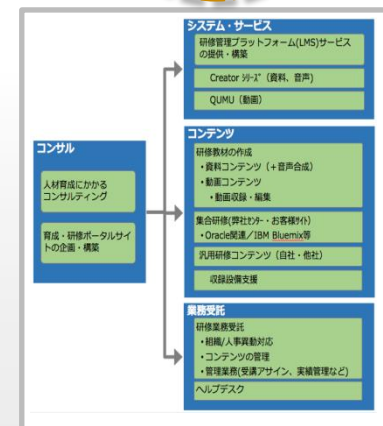 システム・サービス
研修管理プラットフォーム(LMS)サービス
の提供・構築
Creator ｼﾘｰｽﾞ（資料、音声）
QUMU（動画）
コンサル
人材育成にかかる
コンサルティング
育成・研修ポータルサイ
トの企画・構築
コンテンツ
研修教材の作成
・資料コンテンツ（＋音声合成）
・動画コンテンツ
・動画収録・編集
集合研修(弊社ｾﾝﾀｰ・お客様ｻｲﾄ)
・Oracle関連／IBM Bluemix等
汎用研修コンテンツ（自社・他社）
収録設備支援
業務受託
研修業務受託
・組織/人事異動対応
・コンテンツの管理
・管理業務(受講アサイン、実績管理など)
ヘルプデスク